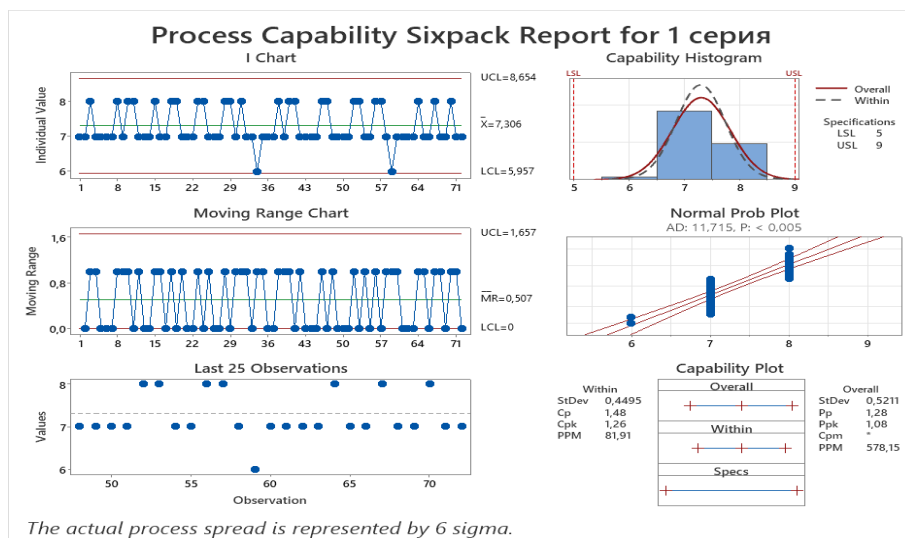 Process Capability Sixpack Report for 1 серия
I Chart
Individual Value
8
7
6
1 8 15 22 29 36 43 50 57 64 71
UCL=8,654
X̄=7,306
LCL=5,957
Capability Histogram
LSL USL
5 6 7 8 9
Overall
Within
Specifications
LSL 5
USL 9
Moving Range Chart
Moving Range
1,6
0,8
0,0
1 8 15 22 29 36 43 50 57 64 71
UCL=1,657
M̅R̅=0,507
LCL=0
Normal Prob Plot
AD: 11,715, P: < 0,005
6 7 8 9
Last 25 Observations
Values
8
7
6
50 55 60 65 70
Observation
Capability Plot
Within
StDev 0,4495
Cp 1,48
Cpk 1,26
PPM 81,91
Overall
Within
Specs
Overall
StDev 0,5211
Pp 1,28
Ppk 1,08
Cpm *
PPM 578,15
The actual process spread is represented by 6 sigma.